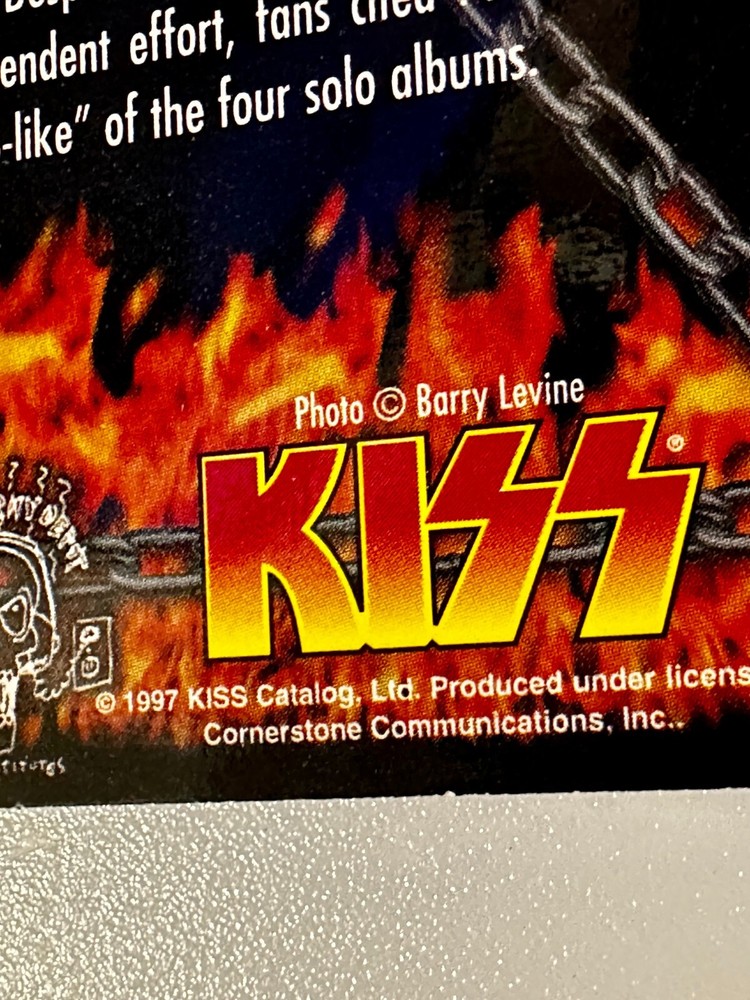 endent effort, fans cited
-like” of the four solo albums.
Photo © Barry Levine
KISS®
© 1997 KISS Catalog, Ltd. Produced under licens
Cornerstone Communications, Inc..